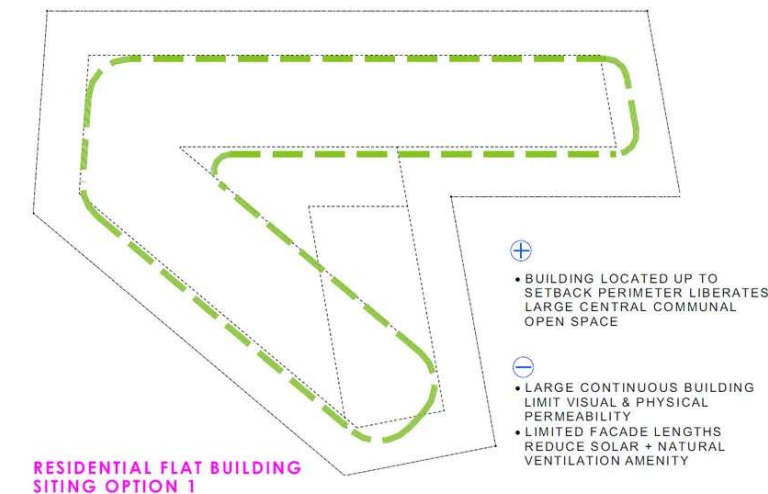 • BUILDING LOCATED UP TO
SETBACK PERIMETER LIBERATES
LARGE CENTRAL COMMUNAL
OPEN SPACE
• LARGE CONTINUOUS BUILDING
LIMIT VISUAL & PHYSICAL
PERMEABILITY
• LIMITED FACADE LENGTHS
REDUCE SOLAR + NATURAL
VENTILATION AMENITY
RESIDENTIAL FLAT BUILDING
SITING OPTION 1